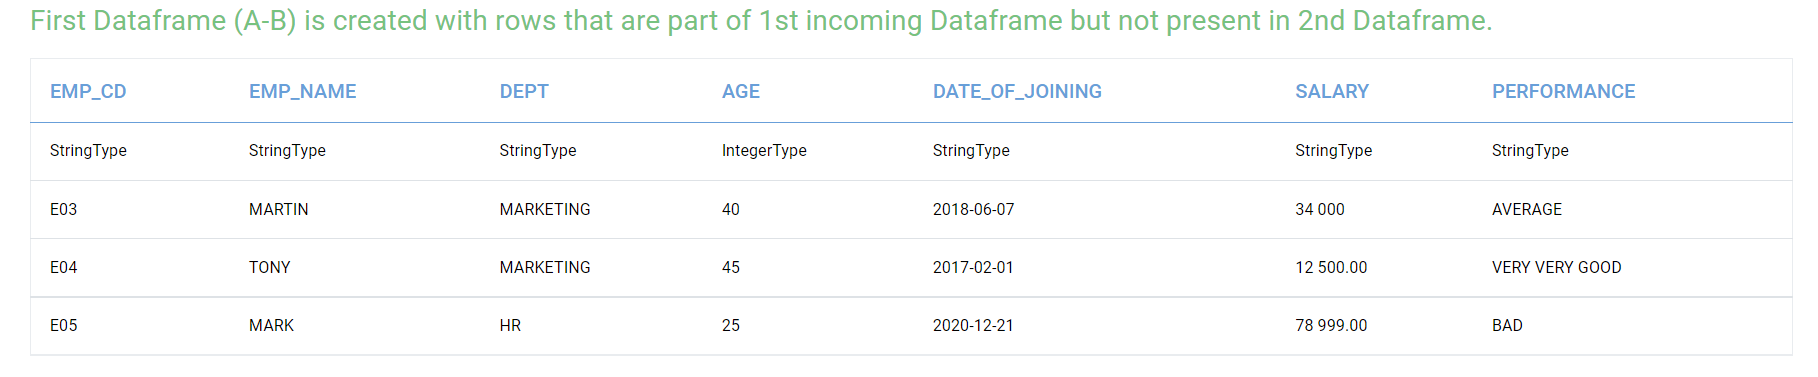 First Dataframe (A-B) is created with rows that are part of 1st incoming Dataframe but not present in 2nd Dataframe.
EMP_CD EMP_NAME DEPT AGE DATE_OF_JOINING SALARY PERFORMANCE
StringType StringType StringType IntegerType StringType StringType StringType
E03 MARTIN MARKETING 40 2018-06-07 34 000 AVERAGE
E04 TONY MARKETING 45 2017-02-01 12 500.00 VERY VERY GOOD
E05 MARK HR 25 2020-12-21 78 999.00 BAD